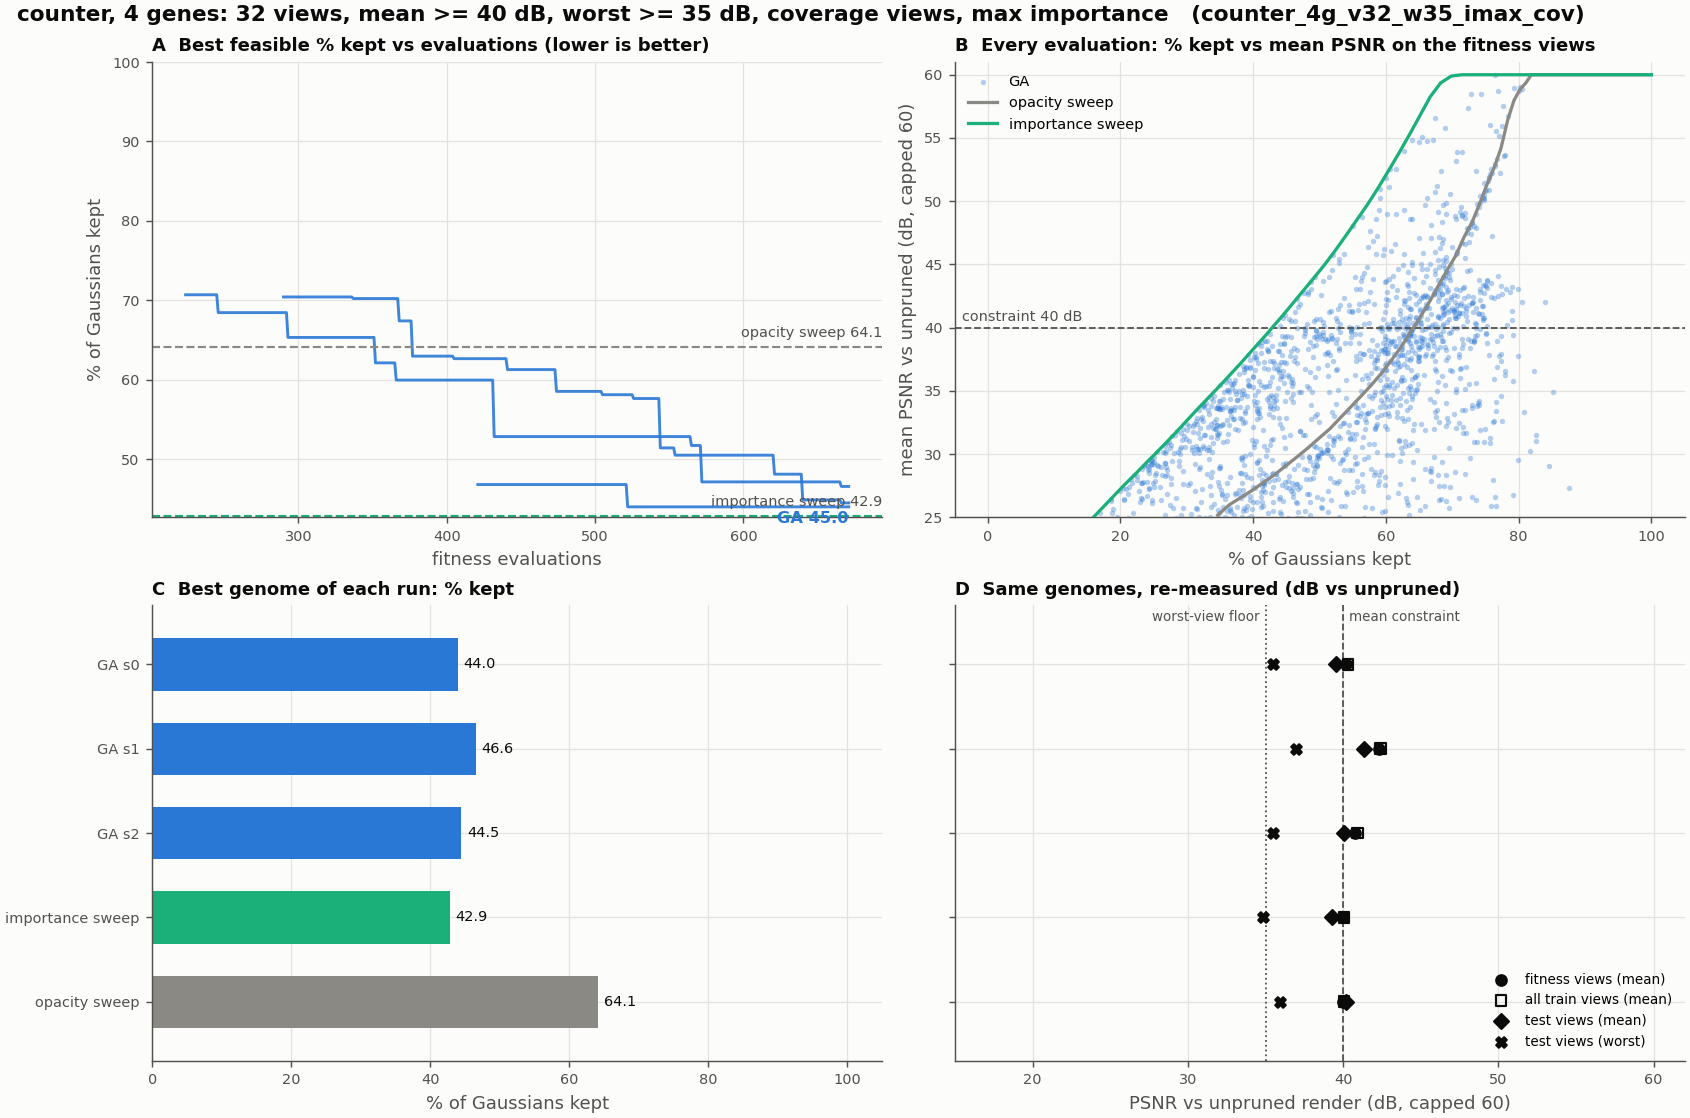 counter, 4 genes: 32 views, mean >= 40 dB, worst >= 35 dB, coverage views, max importance (counter_4g_v32_w35_imax_cov)
A Best feasible % kept vs evaluations (lower is better)
100
90
80
70
60
50
% of Gaussians kept
opacity sweep 64.1
importance sweep 42.9
GA 45.0
300
400
500
600
fitness evaluations
B Every evaluation: % kept vs mean PSNR on the fitness views
60
55
50
45
40
35
30
25
mean PSNR vs unpruned (dB, capped 60)
GA
opacity sweep
importance sweep
constraint 40 dB
0
20
40
60
80
100
% of Gaussians kept
C Best genome of each run: % kept
GA s0
44.0
GA s1
46.6
GA s2
44.5
importance sweep
42.9
opacity sweep
64.1
0
20
40
60
80
100
% of Gaussians kept
D Same genomes, re-measured (dB vs unpruned)
worst-view floor
mean constraint
fitness views (mean)
all train views (mean)
test views (mean)
test views (worst)
20
30
40
50
60
PSNR vs unpruned render (dB, capped 60)